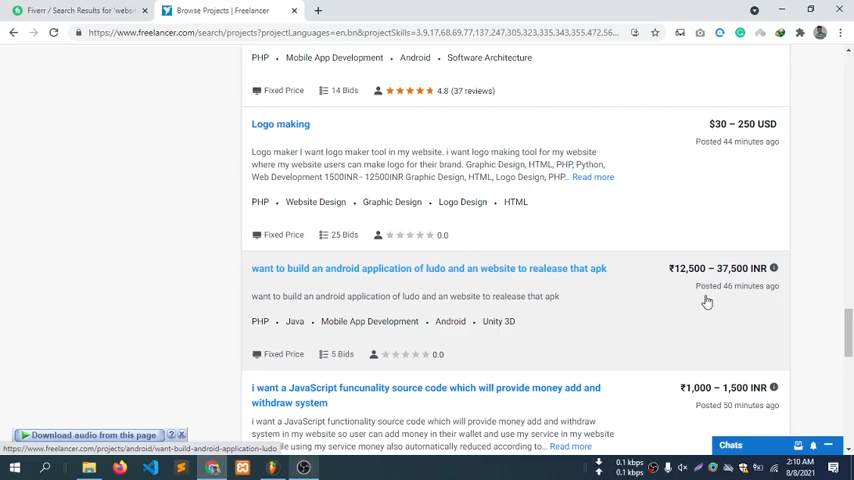 Fiverr / Search Results for 'websi
Browse Projects | Freelancer
https://www.freelancer.com/search/projects?projectLanguages=en.bn&projectSkills=3.9.17.68.69.77.137.247.305.323.335.343.355.472.56...
PHP • Mobile App Development • Android • Software Architecture
Fixed Price 14 Bids 4.8 (37 reviews)
Logo making $30 – 250 USD
Posted 44 minutes ago
Logo maker I want logo maker tool in my website. i want logo making tool for my website
where my website users can make logo for their brand. Graphic Design, HTML, PHP, Python,
Web Development 1500INR - 12500INR Graphic Design, HTML, Logo Design, PHP... Read more
PHP • Website Design • Graphic Design • Logo Design • HTML
Fixed Price 25 Bids 0.0
want to build an android application of ludo and an website to realease that apk ₹12,500 – 37,500 INR
Posted 46 minutes ago
want to build an android application of ludo and an website to realease that apk
PHP • Java • Mobile App Development • Android • Unity 3D
Fixed Price 5 Bids 0.0
i want a JavaScript funcunality source code which will provide money add and ₹1,000 – 1,500 INR
withdraw system
Posted 50 minutes ago
i want a JavaScript functionality source code which will provide money add and withdraw
system in my website so user can add money in their wallet and use my service in my website
while using my service money also automatically reduced according to... Read more
Download audio from this page ? X
Chats
https://www.freelancer.com/projects/android/want-build-android-application-ludo
0.1 kbps
0.1 kbps
2:10 AM
8/8/2021